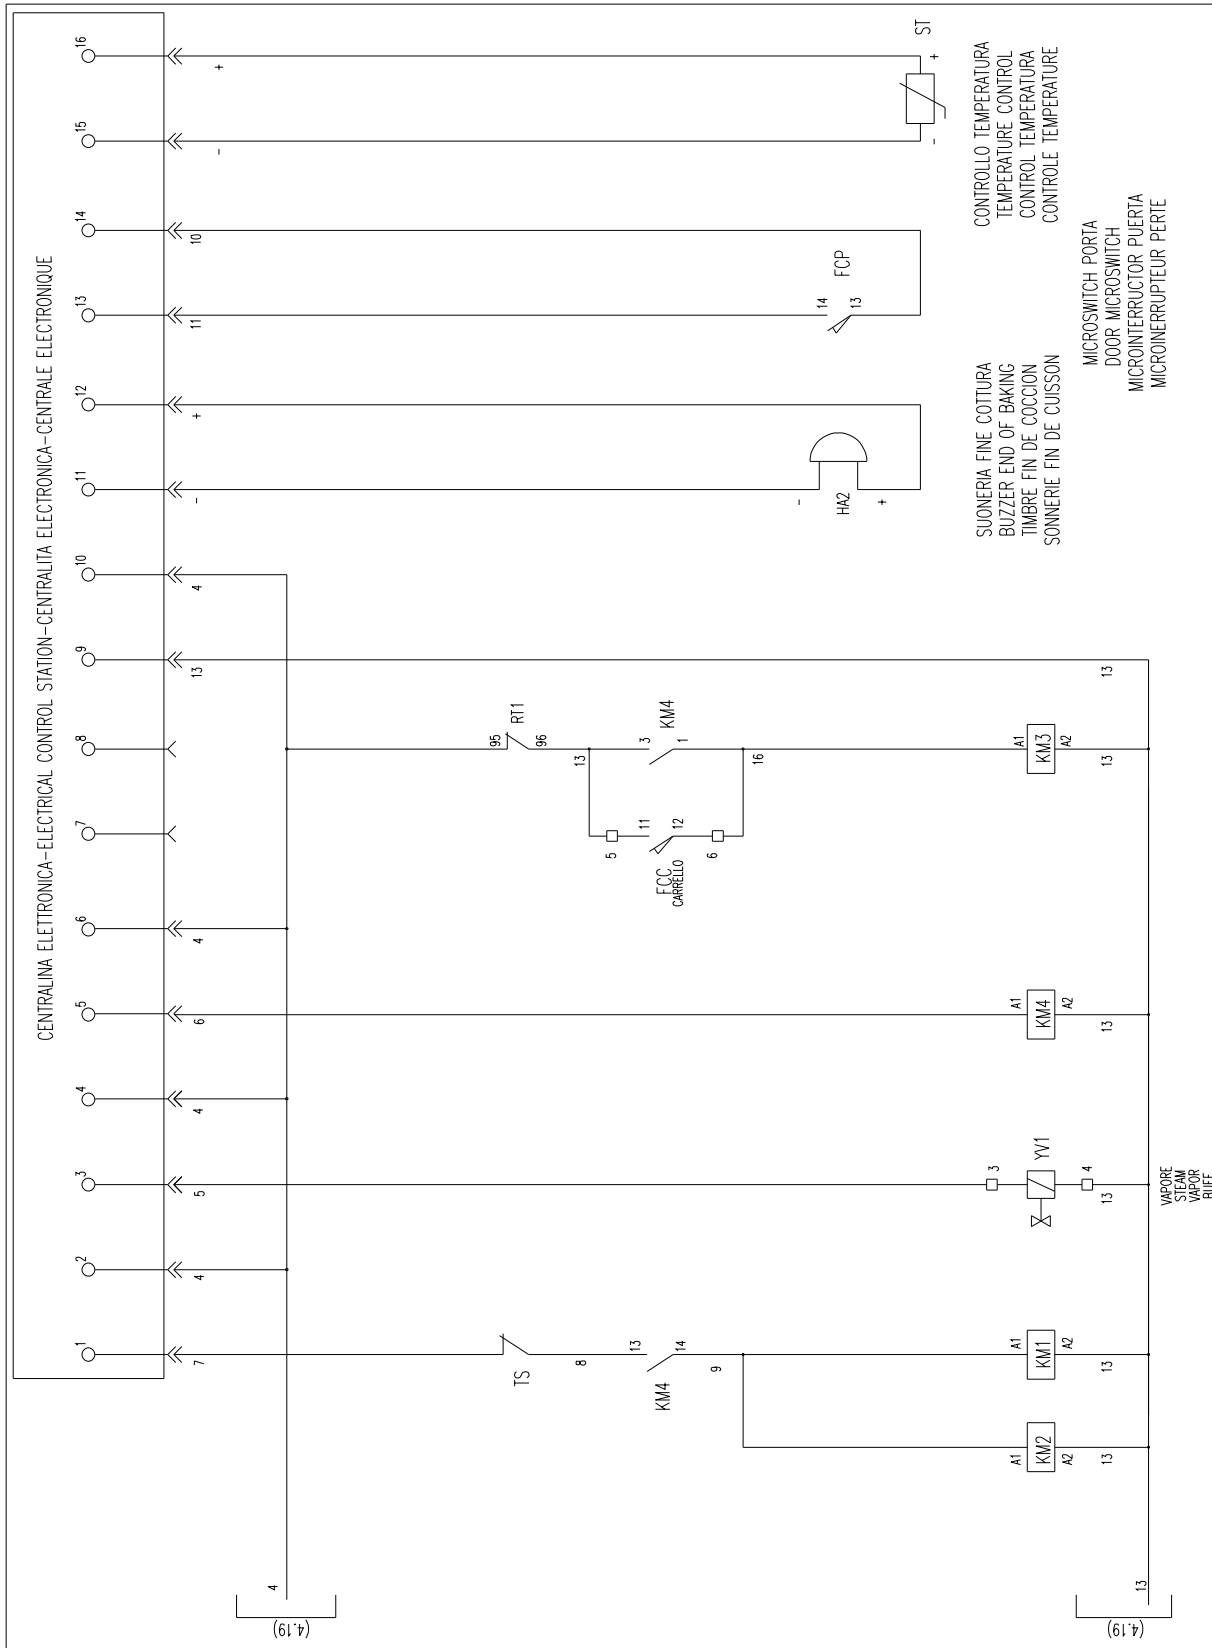 CENTRALINA ELETTRONICA-ELECTRICAL CONTROL STATION-CENTRALITA ELECTRONICA-CENTRALE ELECTRONIQUE
1
2
3
4
5
6
7
8
9
10
11
12
13
14
15
16
7
4
5
4
6
4
13
4
-
+
11
10
-
+
(4.19)
4
TS
8
13
14
KM4
9
A1
KM2
A2
13
A1
KM1
A2
13
3
YV1
4
13
VAPORE
STEAM
VAPOR
BUEE
A1
KM4
A2
13
95
RT1
96
13
3
KM4
1
16
5
11
12
6
FCC
CARRELLO
A1
KM3
A2
13
13
-
HA2
+
SUONERIA FINE COTTURA
BUZZER END OF BAKING
TIMBRE FIN DE COCCION
SONNERIE FIN DE CUISSON
14
FCP
13
MICROSWITCH PORTA
DOOR MICROSWITCH
MICROINTERRUCTOR PUERTA
MICROINERRUPTEUR PERTE
-
+
ST
CONTROLLO TEMPERATURA
TEMPERATURE CONTROL
CONTROL TEMPERATURA
CONTROLE TEMPERATURE
13
(4.19)